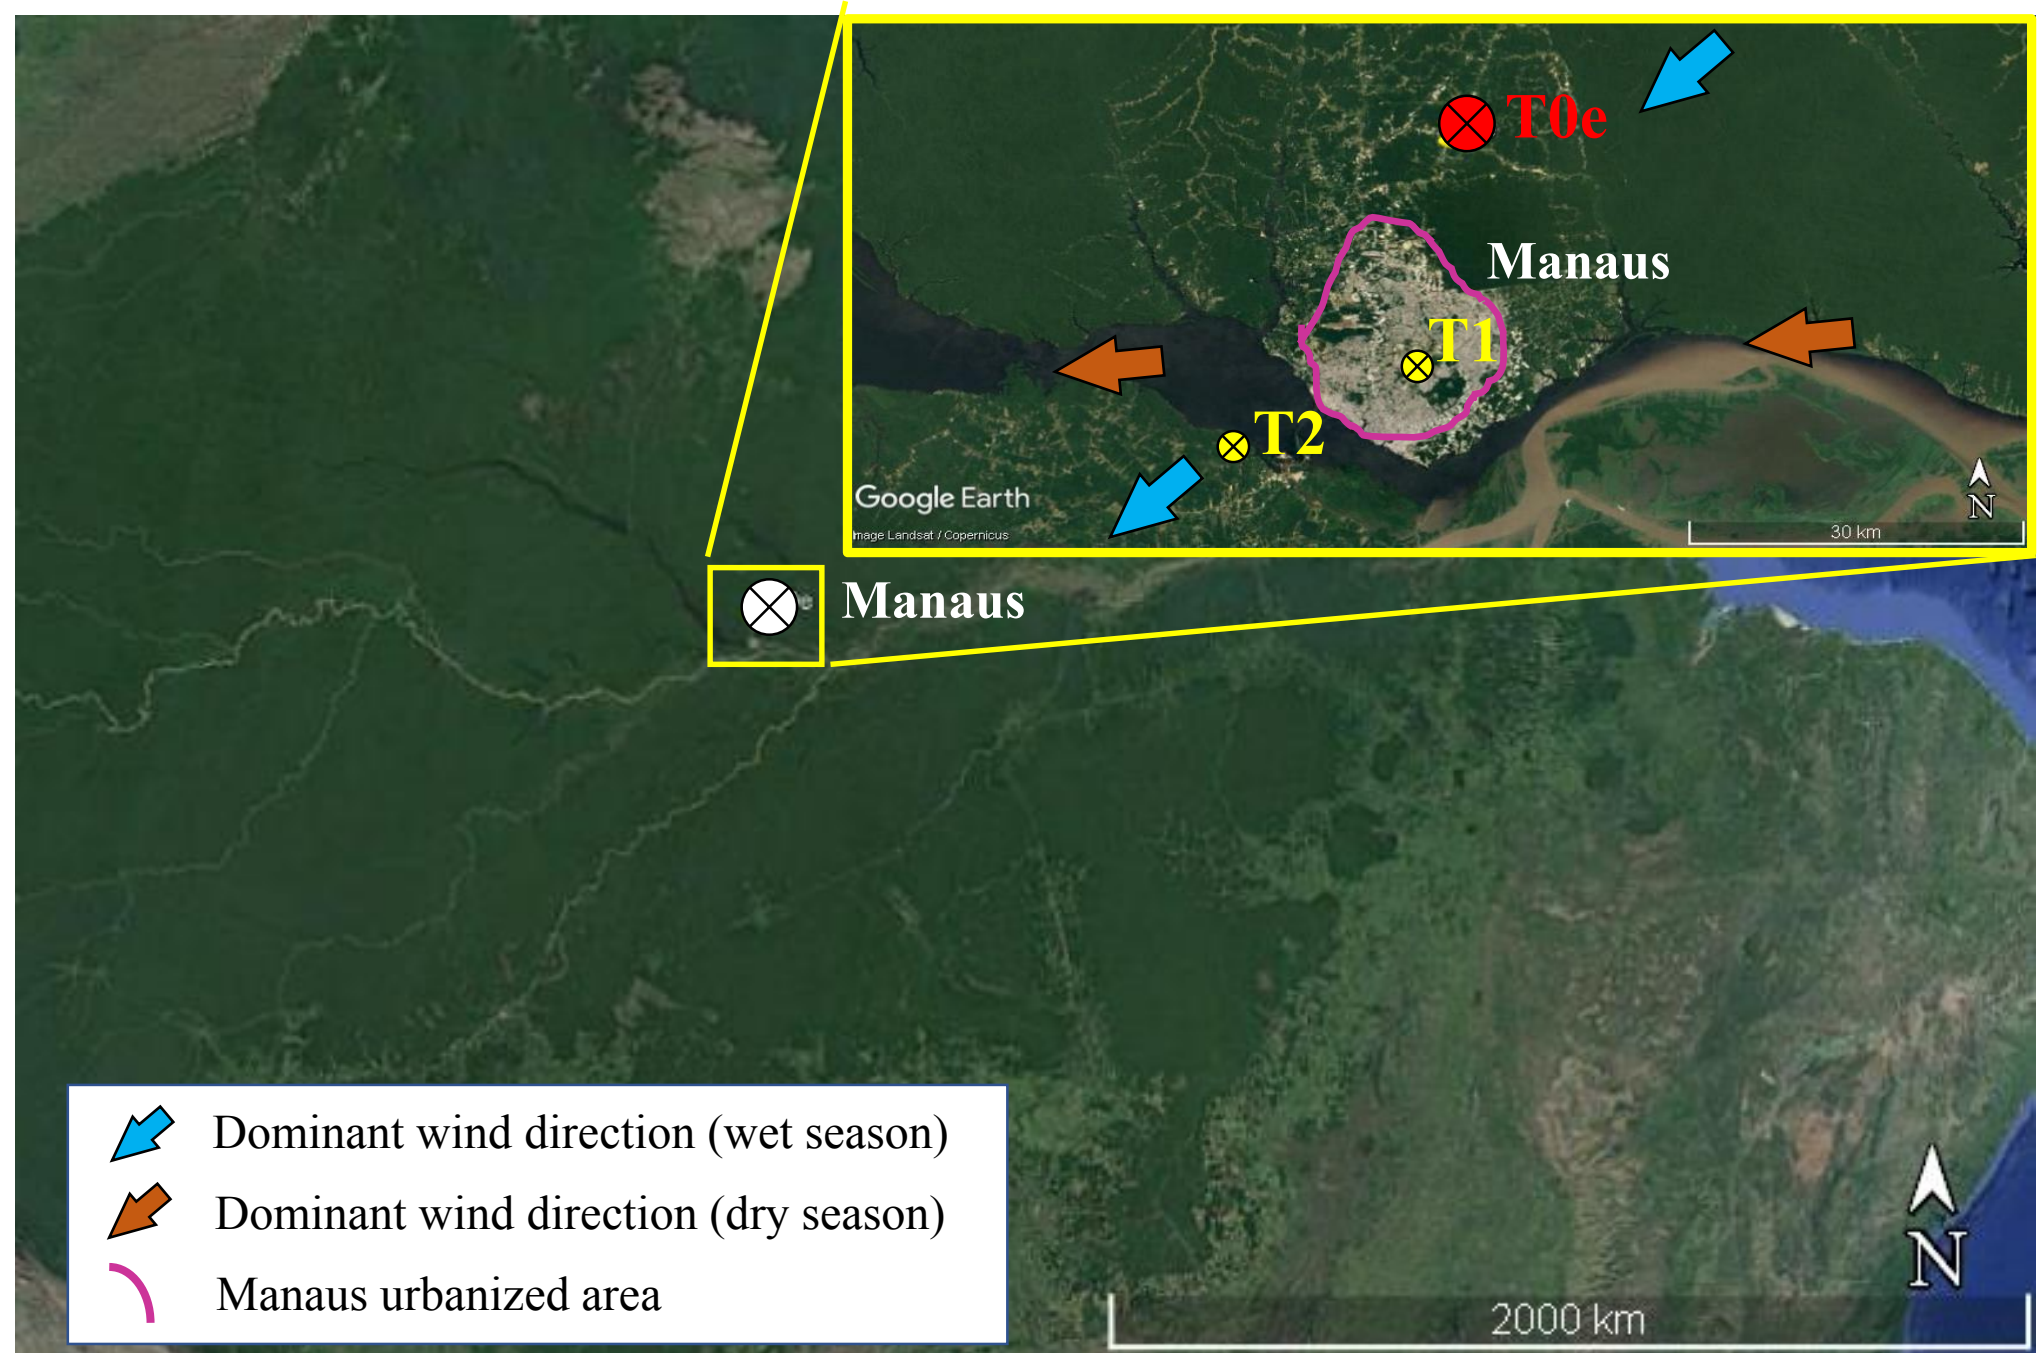 T0e
Manaus
T1
T2
Google Earth
mage Landsat / Copernicus
N
30 km
Manaus
Dominant wind direction (wet season)
Dominant wind direction (dry season)
Manaus urbanized area
N
2000 km